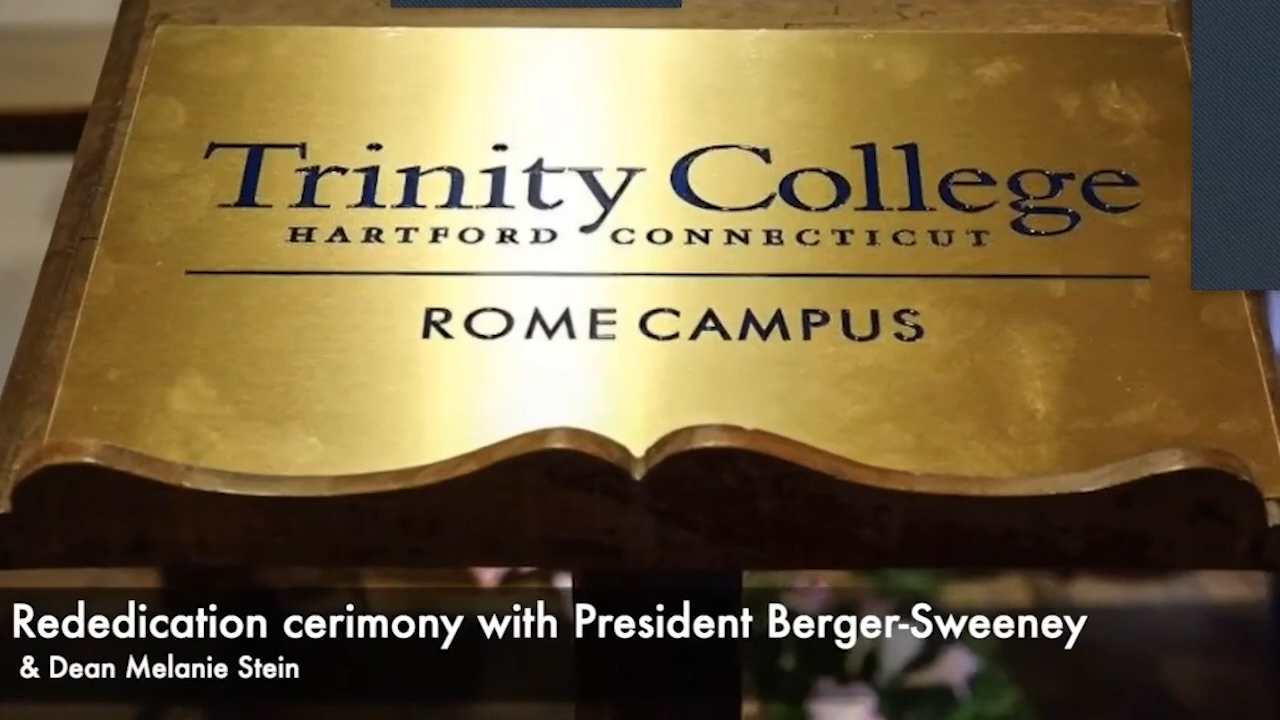 Trinity College
HARTFORD CONNECTICUT
ROME CAMPUS
Rededication cerimony with President Berger-Sweeney
& Dean Melanie Stein